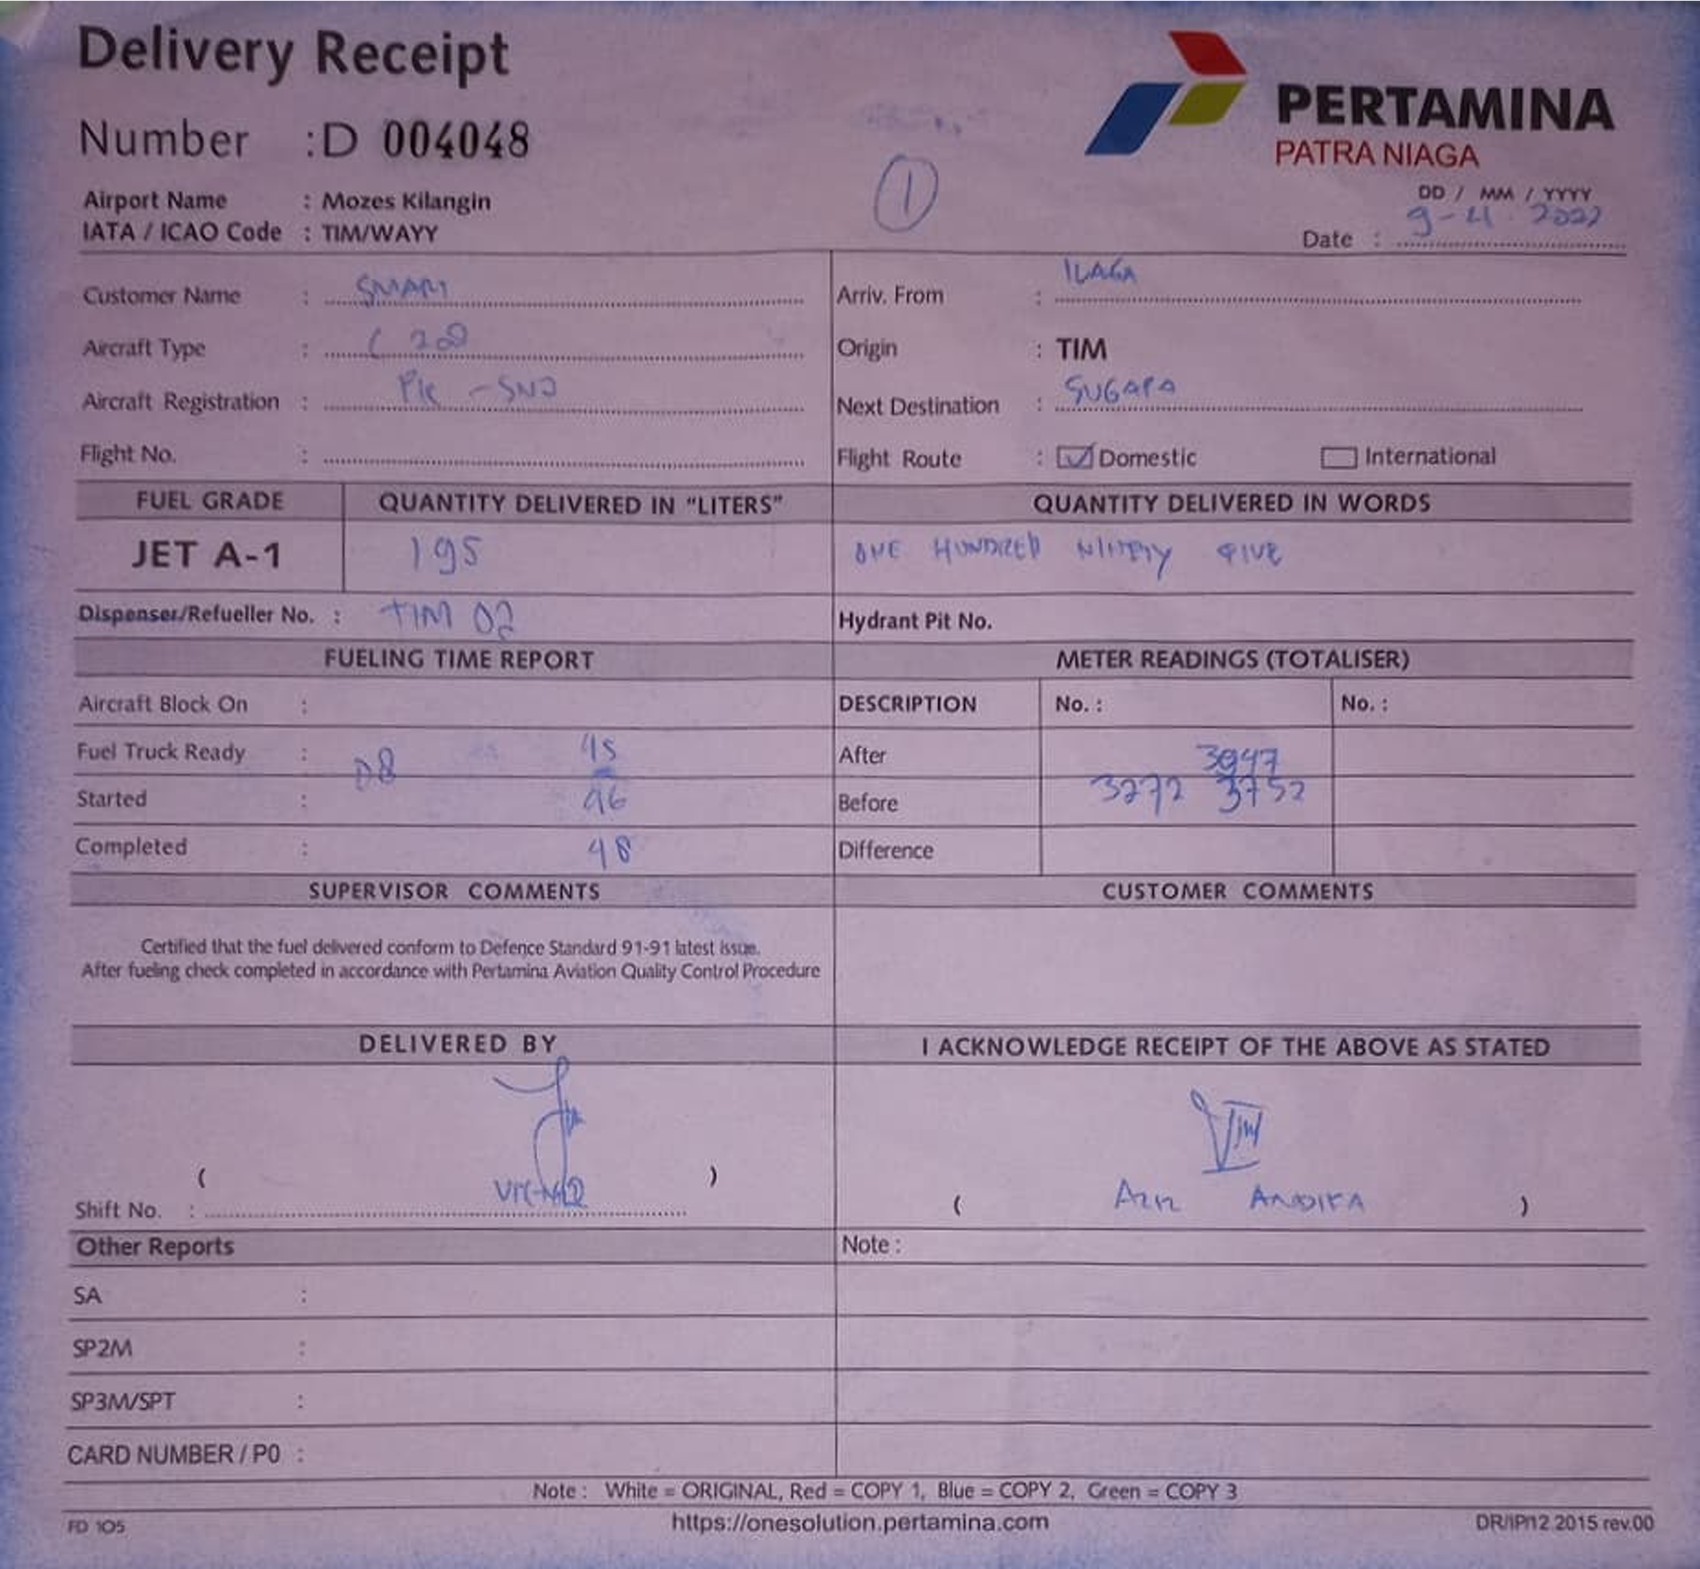 Delivery Receipt
Number :D 004048
PERTAMINA
PATRA NIAGA
1
Airport Name : Mozes Kilangin
IATA / ICAO Code : TIM/WAYY
DD / MM / YYYY
Date : 9-4 2022
Customer Name : SMART
Arriv. From : ILAGA
Aircraft Type : C 208
Origin : TIM
Aircraft Registration : PK - SNJ
Next Destination : SUGAPA
Flight No. :
Flight Route : Domestic International
FUEL GRADE QUANTITY DELIVERED IN "LITERS" QUANTITY DELIVERED IN WORDS
JET A-1 195 ONE HUNDRED NINETY FIVE
Dispenser/Refueller No. : TIM 02 Hydrant Pit No.
FUELING TIME REPORT METER READINGS (TOTALISER)
Aircraft Block On : DESCRIPTION No. : No. :
Fuel Truck Ready : 08 45 After 3947
Started : 46 Before 3272 3752
Completed : 48 Difference
SUPERVISOR COMMENTS CUSTOMER COMMENTS
Certified that the fuel delivered conform to Defence Standard 91-91 latest issue.
After fueling check completed in accordance with Pertamina Aviation Quality Control Procedure
DELIVERED BY I ACKNOWLEDGE RECEIPT OF THE ABOVE AS STATED
( )
Shift No. :
( ANDIKA )
Other Reports Note :
SA :
SP2M :
SP3M/SPT :
CARD NUMBER / P0 :
Note : White = ORIGINAL, Red = COPY 1, Blue = COPY 2, Green = COPY 3
FD 105 https://onesolution.pertamina.com DR/IP/12.2015 rev.00